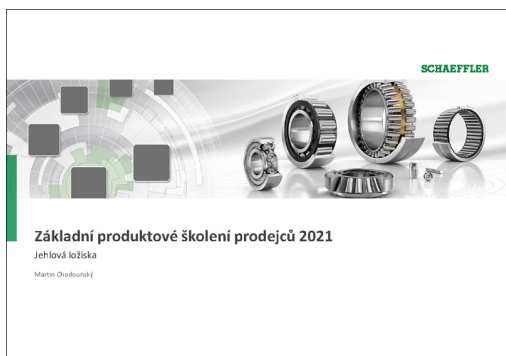 SCHAEFFLER
Základní produktové školení prodejců 2021
Jehlová ložiska
Martin Chodounský